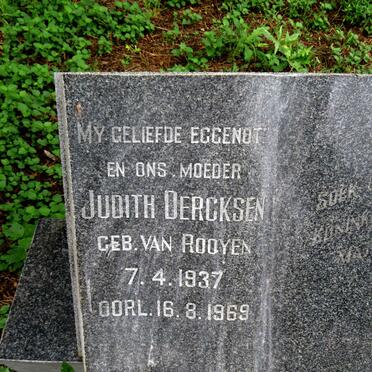 MY GELIEFDE EGGENOT
EN ONS MOEDER
JUDITH DERCKSEN
GEB. VAN ROOYEN
7.4.1937
OORL. 16.8.1969
SOEK